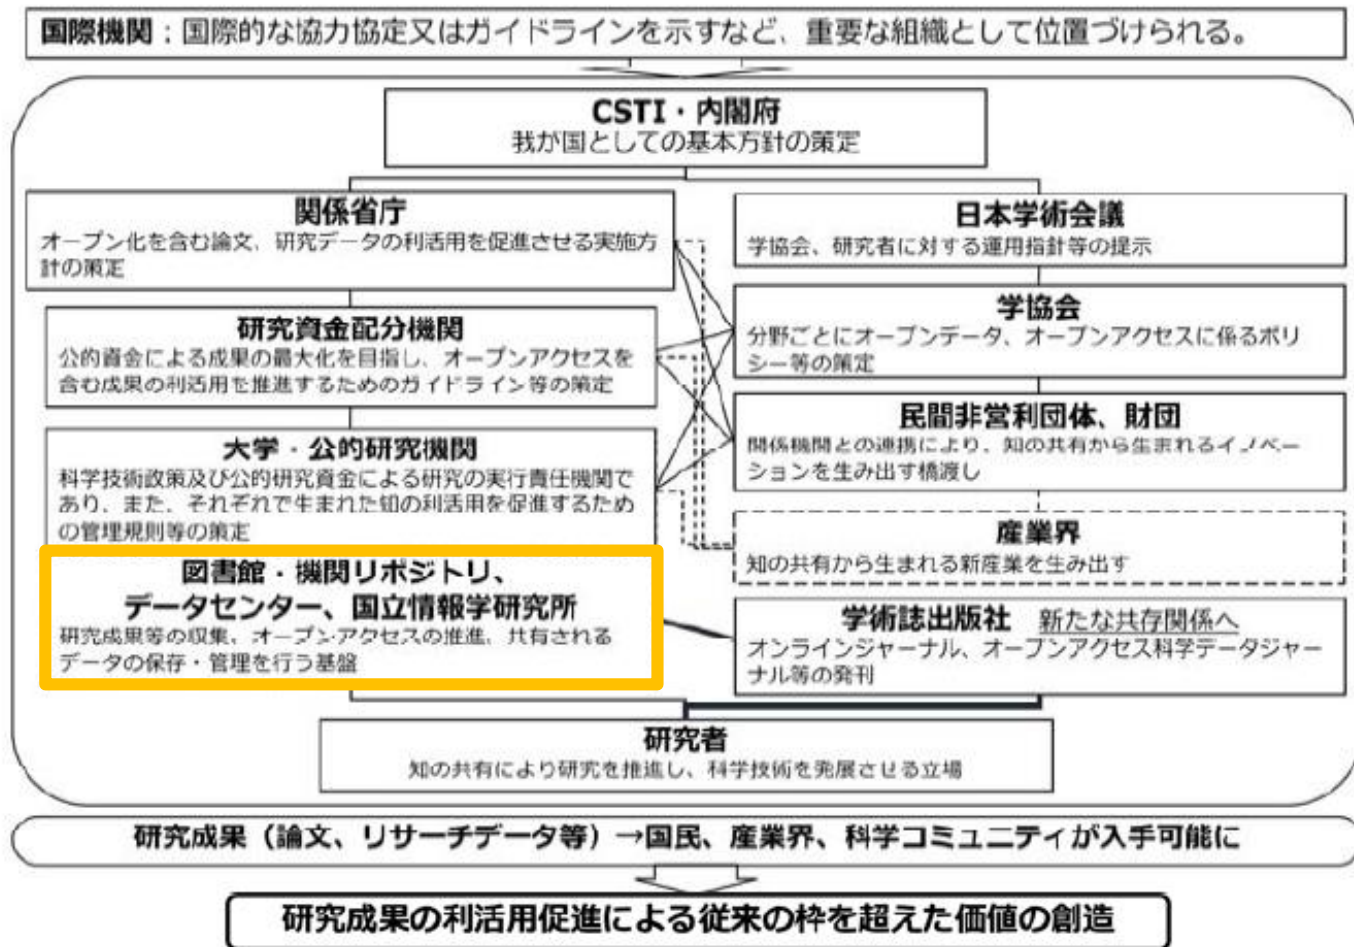 国際機関：国際的な協力協定又はガイドラインを示すなど、重要な組織として位置づけられる。
CSTI・内閣府
我が国としての基本方針の策定
関係省庁
オープン化を含む論文、研究データの利活用を促進させる実施方
針の策定
日本学術会議
学協会、研究者に対する運用指針等の提示
研究資金配分機関
公的資金による成果の最大化を目指し、オープンアクセスを
含む成果の利活用を推進するためのガイドライン等の策定
学協会
分野ごとにオープンデータ、オープンアクセスに係るポリ
シー等の策定
大学・公的研究機関
科学技術政策及び公的研究資金による研究の実行責任機関で
あり、また、それぞれで生まれた知の利活用を促進するため
の管理規則等の策定
民間非営利団体、財団
関係機関との連携により、知の共有から生まれるイノベー
ションを生み出す橋渡し
産業界
知の共有から生まれる新産業を生み出す
図書館・機関リポジトリ、
データセンター、国立情報学研究所
研究成果等の収集、オープンアクセスの推進、共有される
データの保存・管理を行う基盤
学術誌出版社 新たな共存関係へ
オンラインジャーナル、オープンアクセス科学データジャー
ナル等の発刊
研究者
知の共有により研究を推進し、科学技術を発展させる立場
研究成果（論文、リサーチデータ等）→国民、産業界、科学コミュニティが入手可能に
研究成果の利活用促進による従来の枠を超えた価値の創造